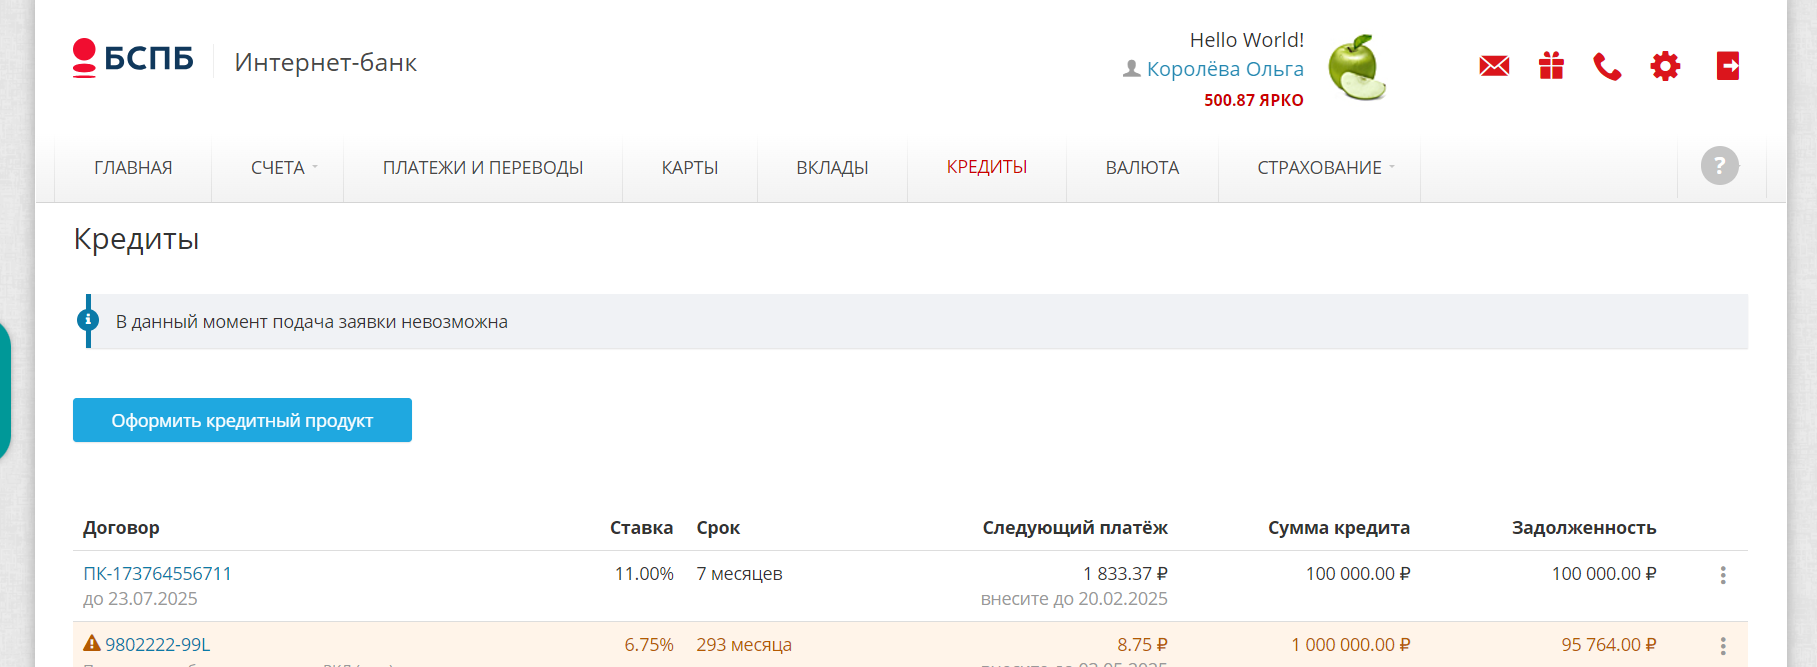 БСПБ
Интернет-банк
Hello World!
Королёва Ольга
500.87 ЯРКО
ГЛАВНАЯ
СЧЕТА
ПЛАТЕЖИ И ПЕРЕВОДЫ
КАРТЫ
ВКЛАДЫ
КРЕДИТЫ
ВАЛЮТА
СТРАХОВАНИЕ
?
Кредиты
В данный момент подача заявки невозможна
Оформить кредитный продукт
Договор Ставка Срок Следующий платёж Сумма кредита Задолженность
ПК-173764556711 11.00% 7 месяцев 1 833.37 ₽ 100 000.00 ₽ 100 000.00 ₽
до 23.07.2025 внесите до 20.02.2025
9802222-99L 6.75% 293 месяца 8.75 ₽ 1 000 000.00 ₽ 95 764.00 ₽